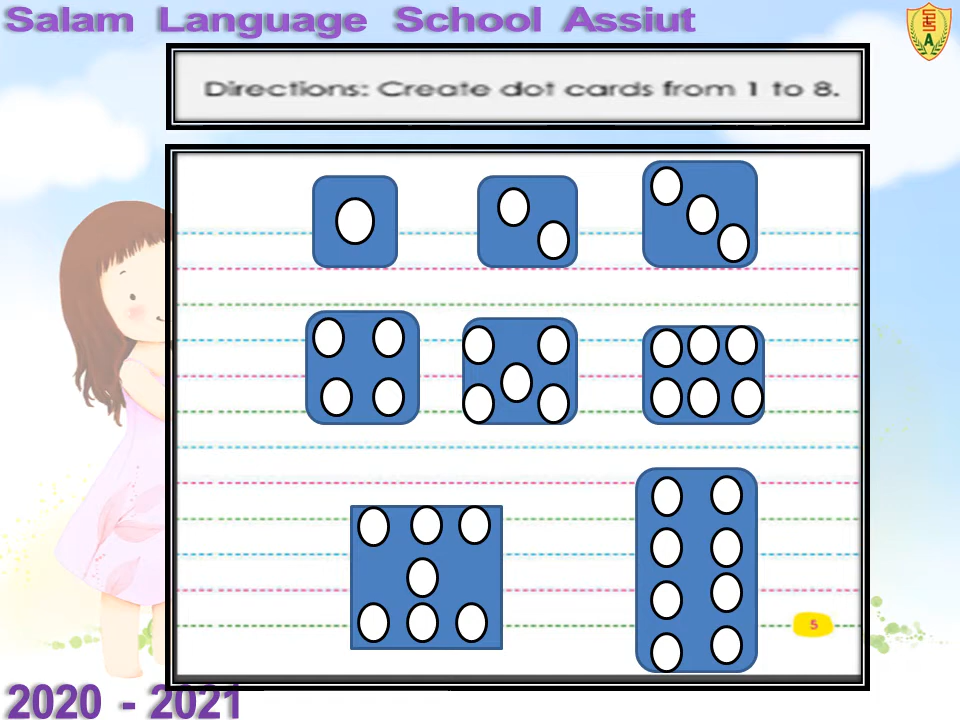 Salam Language School Assiut
Directions: Create dot cards from 1 to 8.
5
2020 - 2021